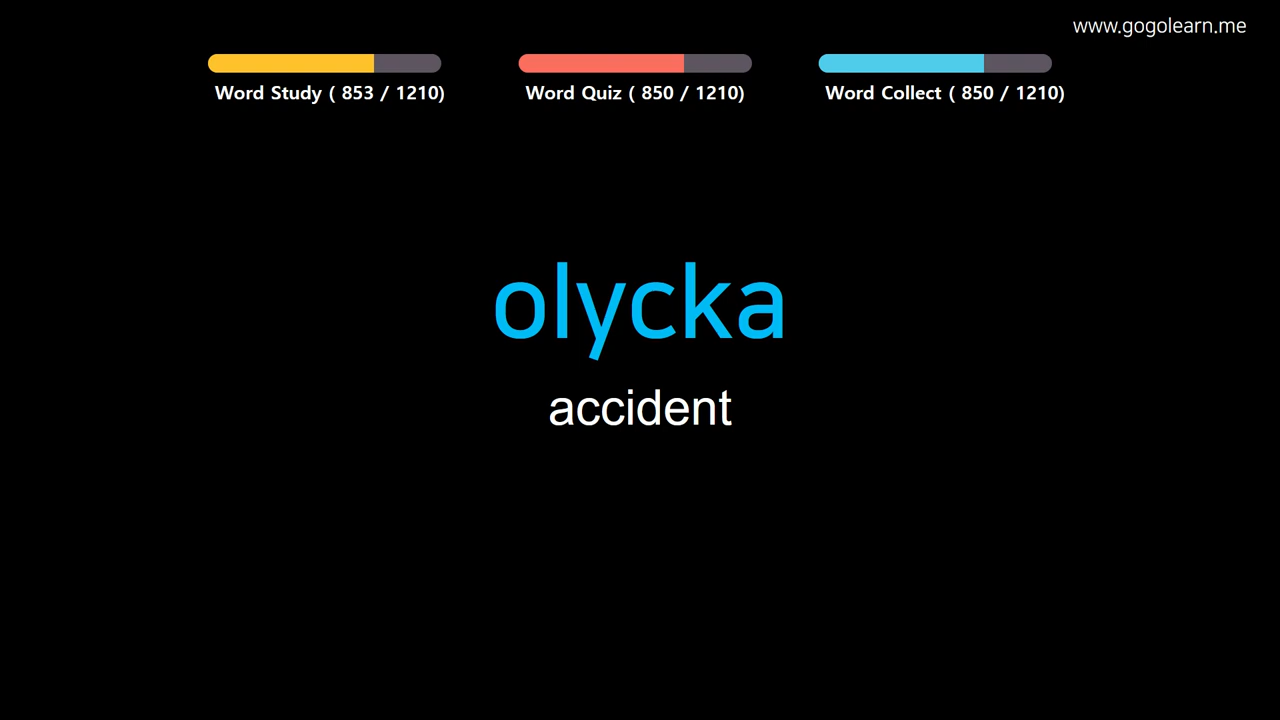 www.gogolearn.me
Word Study ( 853 / 1210)
Word Quiz ( 850 / 1210)
Word Collect ( 850 / 1210)
olycka
accident